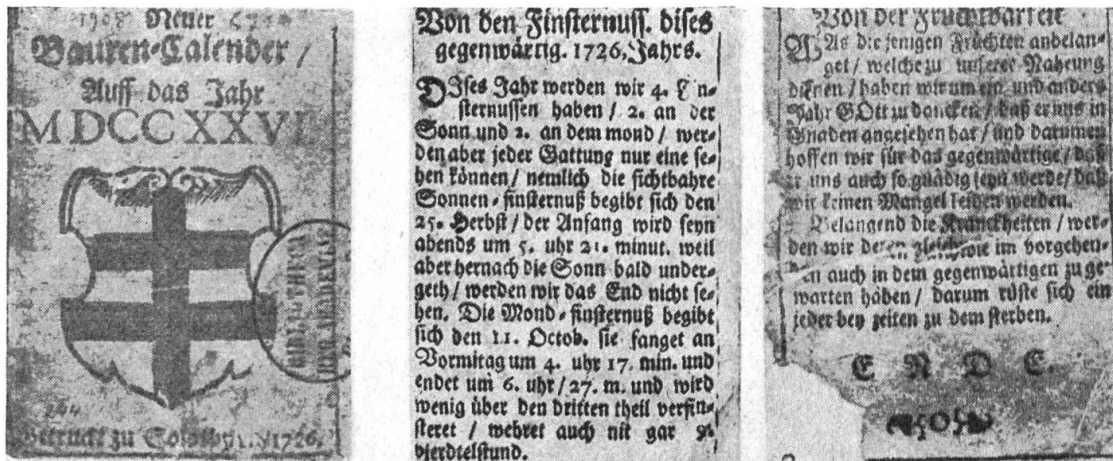 1908 Neuer
Bauren-Calender /
Auff das Jahr
MDCCXXVI
BIBLIOTHECA
264
Getruckt zu Solothurn / 1726.
Von den Finsternuss. dises
gegenwärtig. 1726, Jahrs.
DIses Jahr werden wir 4. Fin-
sternussen haben / 2. an der
Sonn und 2. an dem mond / wer-
den aber jeder Gattung nur eine se-
hen können / nemlich die sichtbahre
Sonnen-finsternuß begibt sich den
25. Herbst / der Anfang wird seyn
abends um 5. uhr 21. minut. weil
aber hernach die Sonn bald under-
geth / werden wir das End nicht se-
hen. Die Mond-finsternuß begibt
sich den 11. Octob. sie fanget an
Vormitag um 4. uhr 17. min. und
endet um 6. uhr / 27. m. und wird
wenig über den dritten theil verfin-
steret / wehret auch nit gar 9.
vierdtelstund.
Von der Fruchtbarkeit
WAs die jenigen Früchten anbelan-
get / welche zu unserer Nahrung
dienen / haben wir um ein und anders
Jahr GOtt zu dancken / daß er uns in
Gnaden angesehen hat / und darumen
hoffen wir für das gegenwärtige / daß
er uns auch so gnädig seyn werde / daß
wir keinen Mangel leiden werden.
Belangend die Kranckheiten / wer-
den wir deren gleichwie im vorgehen-
den auch in dem gegenwärtigen zu ge-
warten haben / darum rüste sich ein
jeder bey zeiten zu dem sterben.
E N D E.